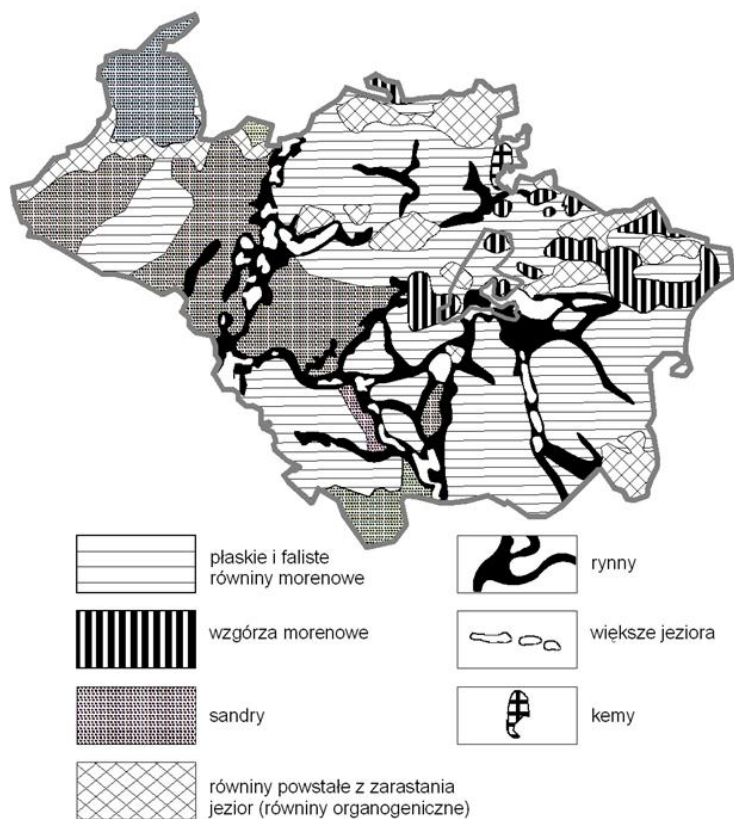 płaskie i faliste
równiny morenowe
wzgórza morenowe
sandry
równiny powstałe z zarastania
jezior (równiny organogeniczne)
rynny
większe jeziora
kemy